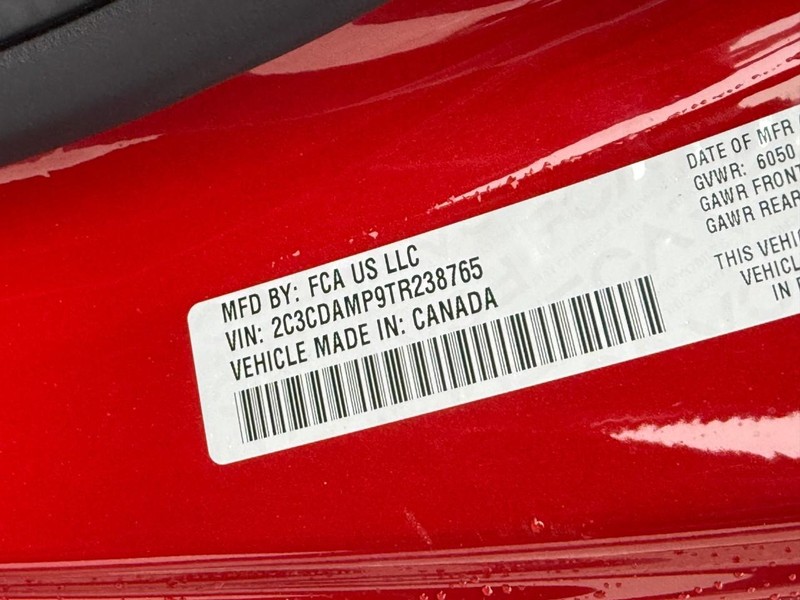 MFD BY: FCA US LLC
VIN: 2C3CDAMP9TR238765
VEHICLE MADE IN: CANADA
DATE OF MFR
GVWR: 6050
GAWR FRONT
GAWR REAR
THIS VEHI
VEHICL
IN